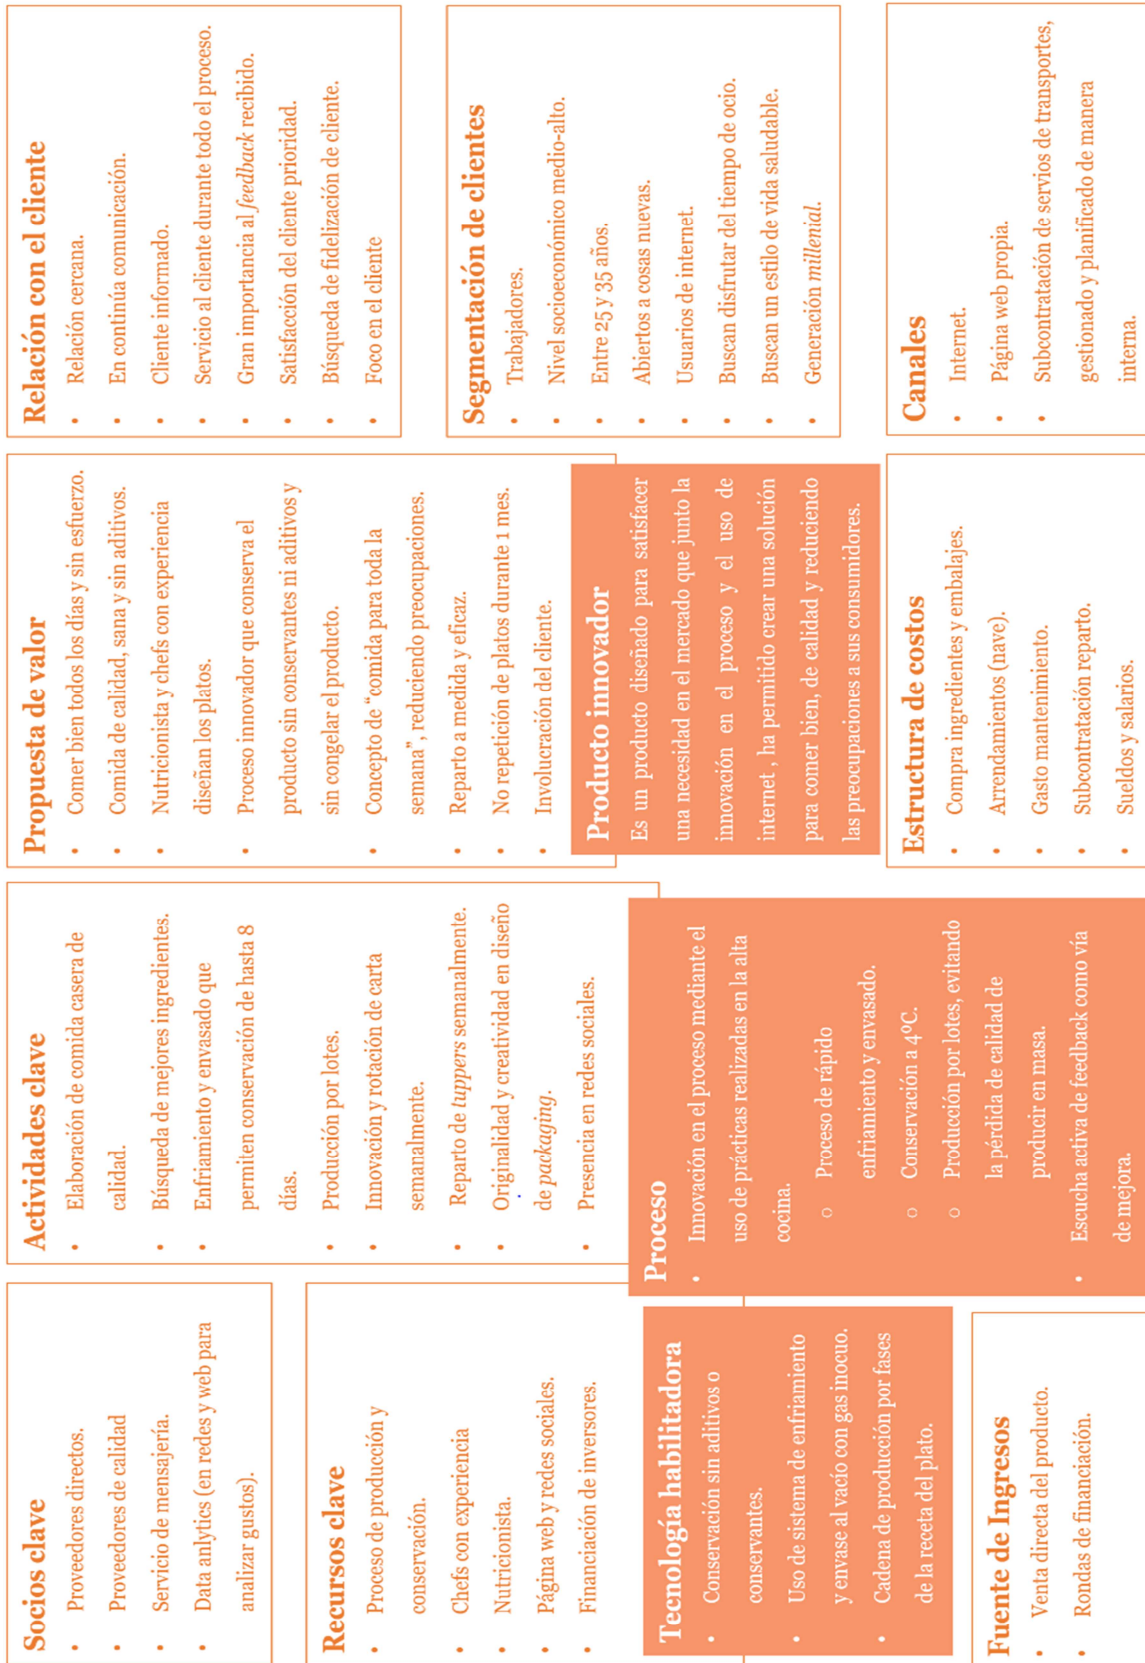 Socios clave
• Proveedores directos.
• Proveedores de calidad
• Servicio de mensajería.
• Data anlytics (en redes y web para
analizar gustos).
Recursos clave
• Proceso de producción y
conservación.
• Chefs con experiencia
• Nutricionista.
• Página web y redes sociales.
• Financiación de inversores.
Tecnología habilitadora
• Conservación sin aditivos o
conservantes.
• Uso de sistema de enfriamiento
y envase al vacío con gas inocuo.
• Cadena de producción por fases
de la receta del plato.
Fuente de Ingresos
• Venta directa del producto.
• Rondas de financiación.
Actividades clave
• Elaboración de comida casera de
calidad.
• Búsqueda de mejores ingredientes.
• Enfriamiento y envasado que
permiten conservación de hasta 8
días.
• Producción por lotes.
• Innovación y rotación de carta
semanalmente.
• Reparto de tuppers semanalmente.
• Originalidad y creatividad en diseño
de packaging.
• Presencia en redes sociales.
Proceso
• Innovación en el proceso mediante el
uso de prácticas realizadas en la alta
cocina.
○ Proceso de rápido
enfriamiento y envasado.
○ Conservación a 4ºC.
○ Producción por lotes, evitando
la pérdida de calidad de
producir en masa.
• Escucha activa de feedback como vía
de mejora.
Propuesta de valor
• Comer bien todos los días y sin esfuerzo.
• Comida de calidad, sana y sin aditivos.
• Nutricionista y chefs con experiencia
diseñan los platos.
• Proceso innovador que conserva el
producto sin conservantes ni aditivos y
sin congelar el producto.
• Concepto de “comida para toda la
semana”, reduciendo preocupaciones.
• Reparto a medida y eficaz.
• No repetición de platos durante 1 mes.
• Involucración del cliente.
Producto innovador
Es un producto diseñado para satisfacer
una necesidad en el mercado que junto la
innovación en el proceso y el uso de
internet , ha permitido crear una solución
para comer bien, de calidad y reduciendo
las preocupaciones a sus consumidores.
Estructura de costos
• Compra ingredientes y embalajes.
• Arrendamientos (nave).
• Gasto mantenimiento.
• Subcontratación reparto.
• Sueldos y salarios.
Relación con el cliente
• Relación cercana.
• En continúa comunicación.
• Cliente informado.
• Servicio al cliente durante todo el proceso.
• Gran importancia al feedback recibido.
• Satisfacción del cliente prioridad.
• Búsqueda de fidelización de cliente.
• Foco en el cliente
Segmentación de clientes
• Trabajadores.
• Nivel socioeconómico medio-alto.
• Entre 25 y 35 años.
• Abiertos a cosas nuevas.
• Usuarios de internet.
• Buscan disfrutar del tiempo de ocio.
• Buscan un estilo de vida saludable.
• Generación millenial.
Canales
• Internet.
• Página web propia.
• Subcontratación de servios de transportes,
gestionado y planificado de manera
interna.